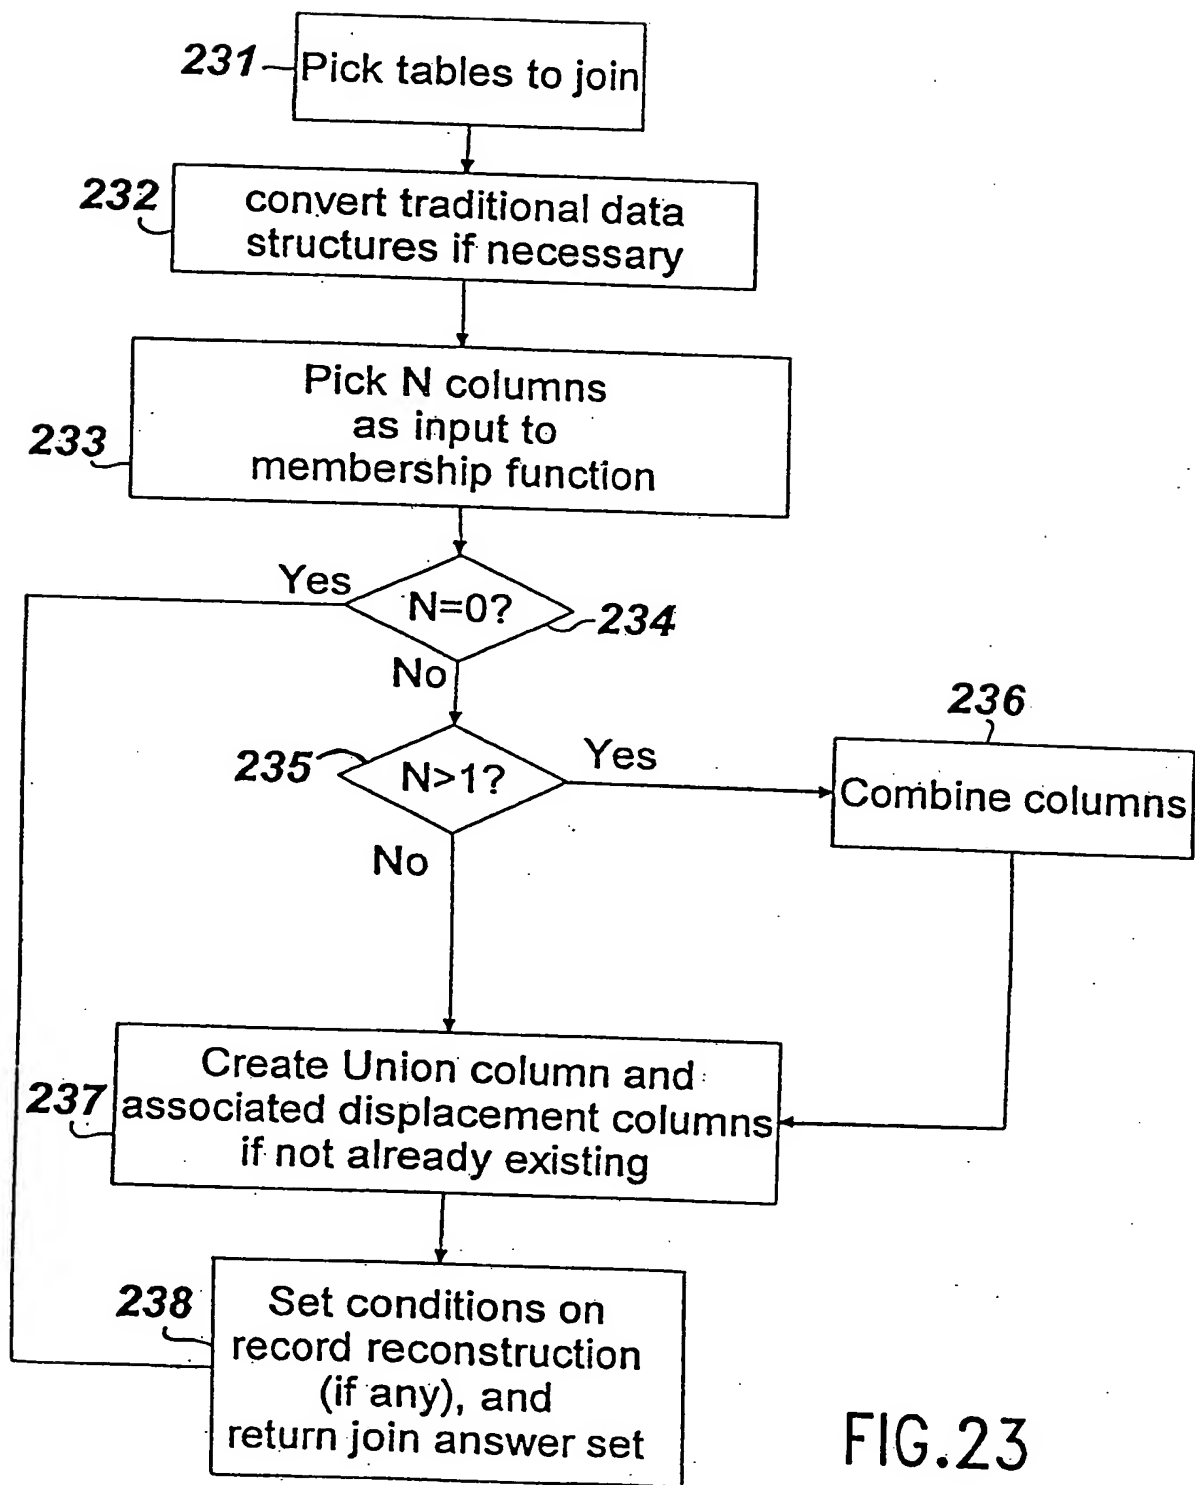 231
Pick tables to join
232
convert traditional data
structures if necessary
233
Pick N columns
as input to
membership function
Yes
N=0?
234
No
235
N>1?
Yes
236
Combine columns
No
237
Create Union column and
associated displacement columns
if not already existing
238
Set conditions on
record reconstruction
(if any), and
return join answer set
FIG.23